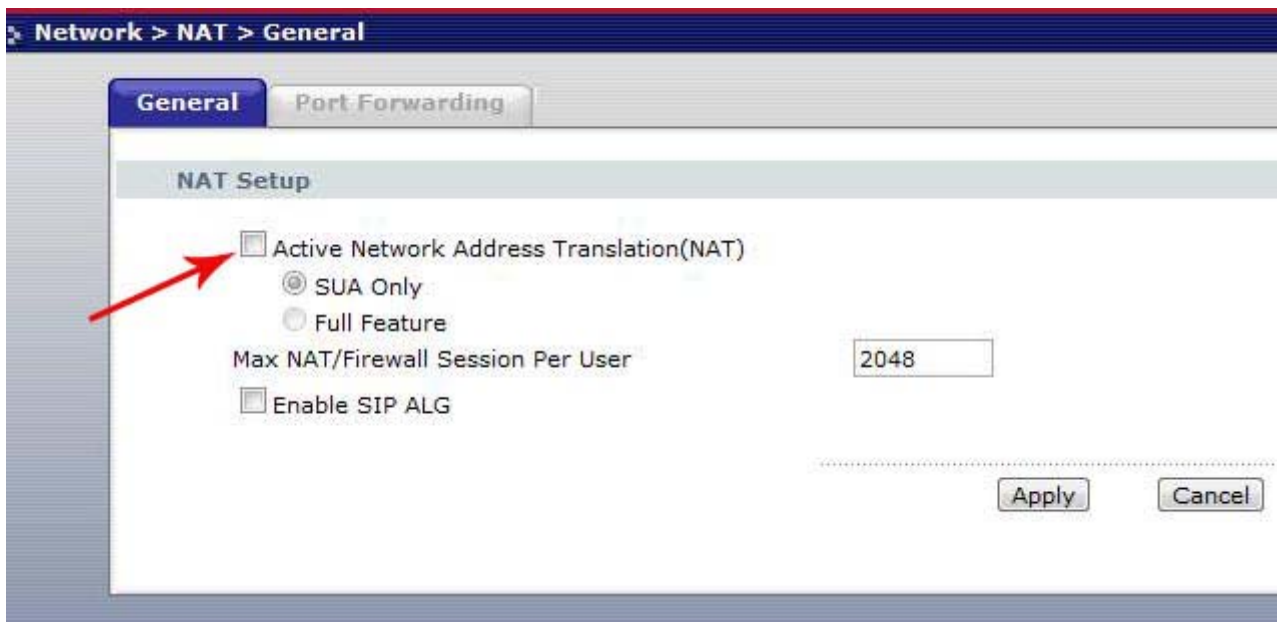 Network > NAT > General
General Port Forwarding
NAT Setup
Active Network Address Translation(NAT)
SUA Only
Full Feature
Max NAT/Firewall Session Per User 2048
Enable SIP ALG
Apply Cancel